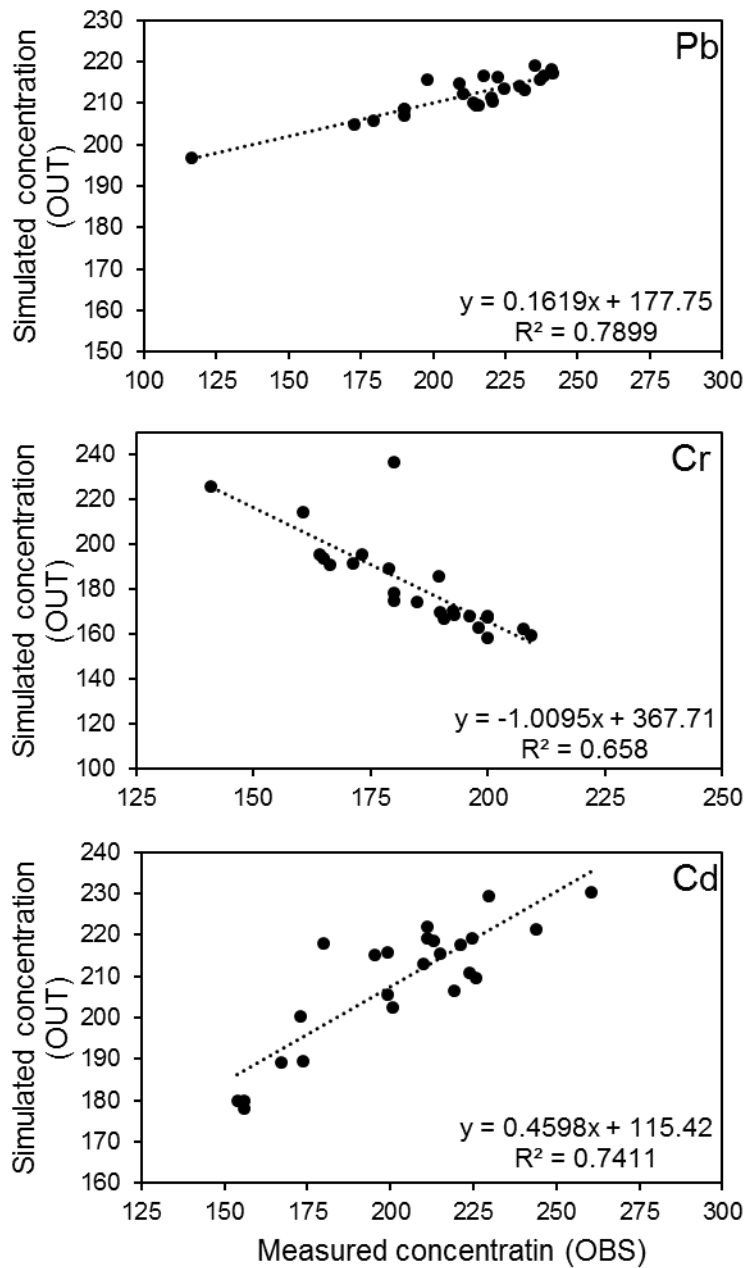 Pb
Simulated concentration
(OUT)
230
220
210
200
190
180
170
160
150
y = 0.1619x + 177.75
R² = 0.7899
100 125 150 175 200 225 250 275 300
Cr
Simulated concentration
(OUT)
240
220
200
180
160
140
120
100
y = -1.0095x + 367.71
R² = 0.658
125 150 175 200 225 250
Cd
Simulated concentration
(OUT)
240
230
220
210
200
190
180
170
160
y = 0.4598x + 115.42
R² = 0.7411
125 150 175 200 225 250 275 300
Measured concentratin (OBS)